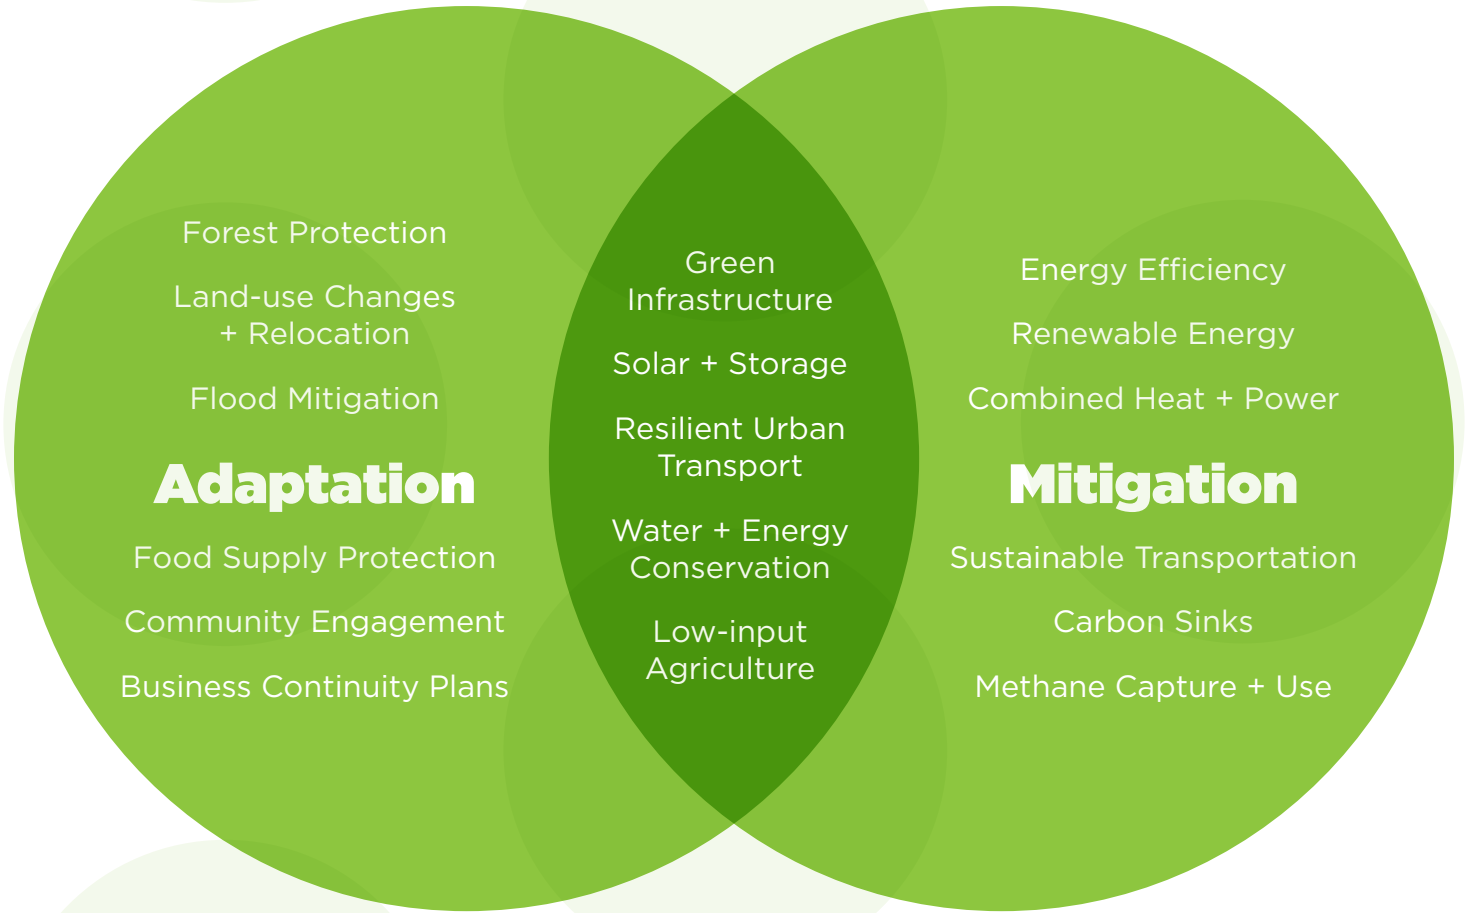 Forest Protection
Land-use Changes
+ Relocation
Flood Mitigation
Adaptation
Food Supply Protection
Community Engagement
Business Continuity Plans
Green
Infrastructure
Solar + Storage
Resilient Urban
Transport
Water + Energy
Conservation
Low-input
Agriculture
Energy Efficiency
Renewable Energy
Combined Heat + Power
Mitigation
Sustainable Transportation
Carbon Sinks
Methane Capture + Use